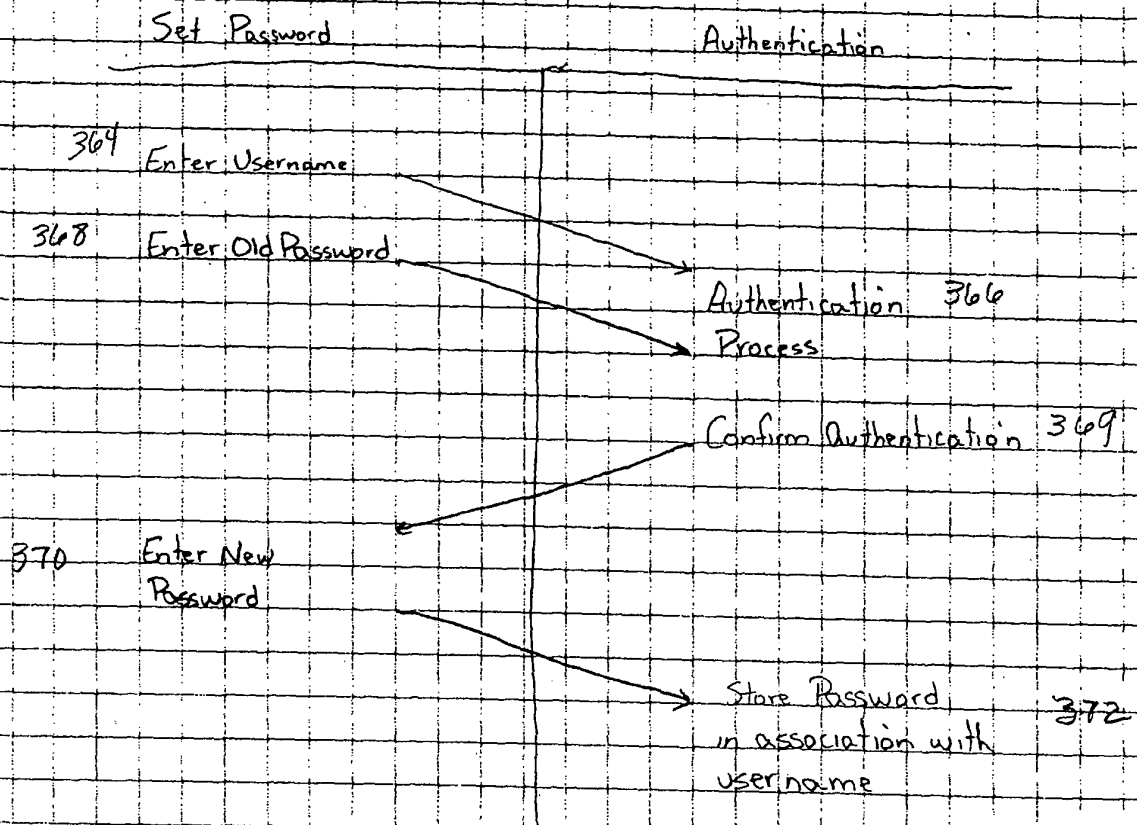 Set Password
Authentication
364 Enter Username
368 Enter Old Password
Authentication 366
Process
Confirm Authentication 369
370 Enter New
Password
Store Password 372
in association with
username